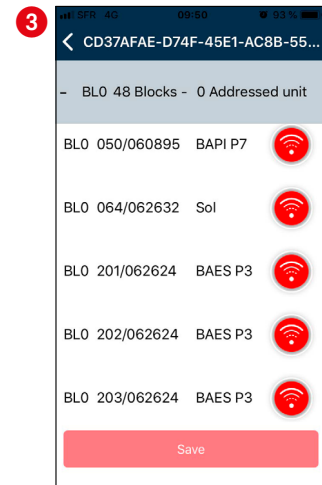 3
SFR 4G 09:50 93 %
CD37AFAE-D74F-45E1-AC8B-55...
- BL0 48 Blocks - 0 Addressed unit
BL0 050/060895 BAPI P7
BL0 064/062632 Sol
BL0 201/062624 BAES P3
BL0 202/062624 BAES P3
BL0 203/062624 BAES P3
Save